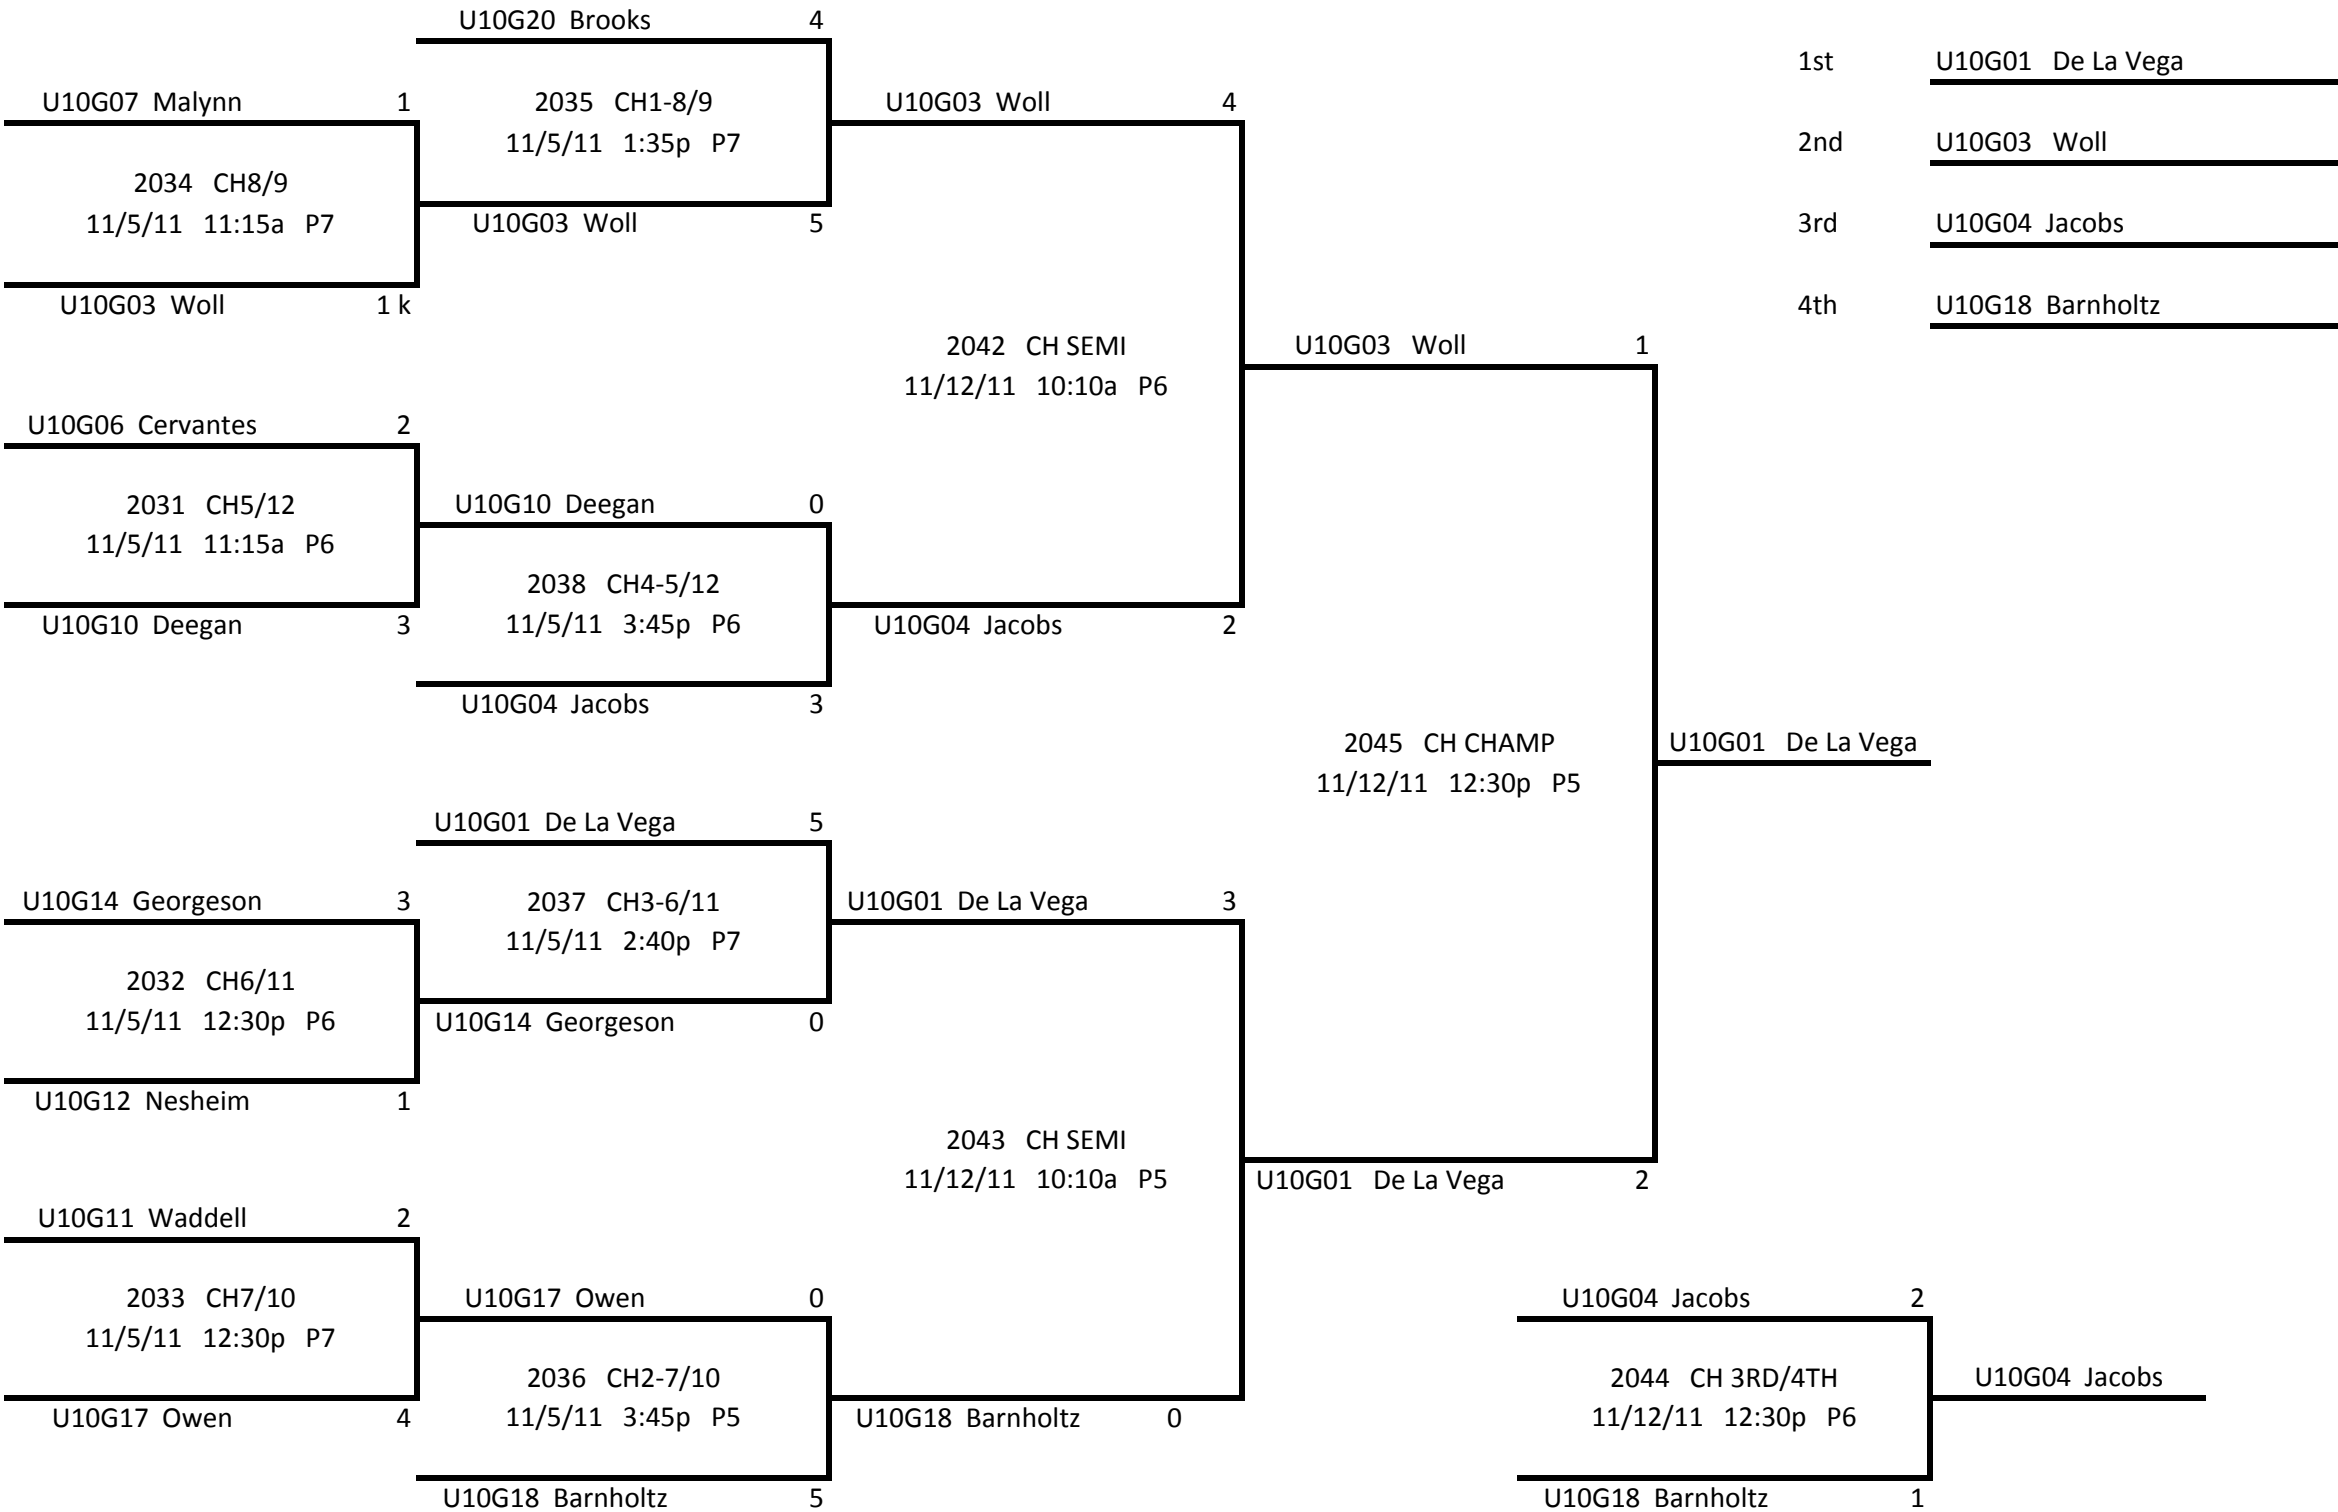 U10G20 Brooks 4
2035 CH1-8/9
11/5/11 1:35p P7
U10G03 Woll 5
U10G07 Malynn 1
2034 CH8/9
11/5/11 11:15a P7
U10G03 Woll 1 k
U10G06 Cervantes 2
2031 CH5/12
11/5/11 11:15a P6
U10G10 Deegan 3
U10G10 Deegan 0
2038 CH4-5/12
11/5/11 3:45p P6
U10G04 Jacobs 3
U10G03 Woll 4
2042 CH SEMI
11/12/11 10:10a P6
U10G04 Jacobs 2
U10G01 De La Vega 5
2037 CH3-6/11
11/5/11 2:40p P7
U10G14 Georgeson 0
U10G14 Georgeson 3
2032 CH6/11
11/5/11 12:30p P6
U10G12 Nesheim 1
U10G11 Waddell 2
2033 CH7/10
11/5/11 12:30p P7
U10G17 Owen 4
U10G17 Owen 0
2036 CH2-7/10
11/5/11 3:45p P5
U10G18 Barnholtz 5
U10G01 De La Vega 3
2043 CH SEMI
11/12/11 10:10a P5
U10G18 Barnholtz 0
U10G03 Woll 1
2045 CH CHAMP
11/12/11 12:30p P5
U10G01 De La Vega 2
U10G01 De La Vega
1st U10G01 De La Vega
2nd U10G03 Woll
3rd U10G04 Jacobs
4th U10G18 Barnholtz
U10G04 Jacobs 2
2044 CH 3RD/4TH
11/12/11 12:30p P6
U10G18 Barnholtz 1
U10G04 Jacobs